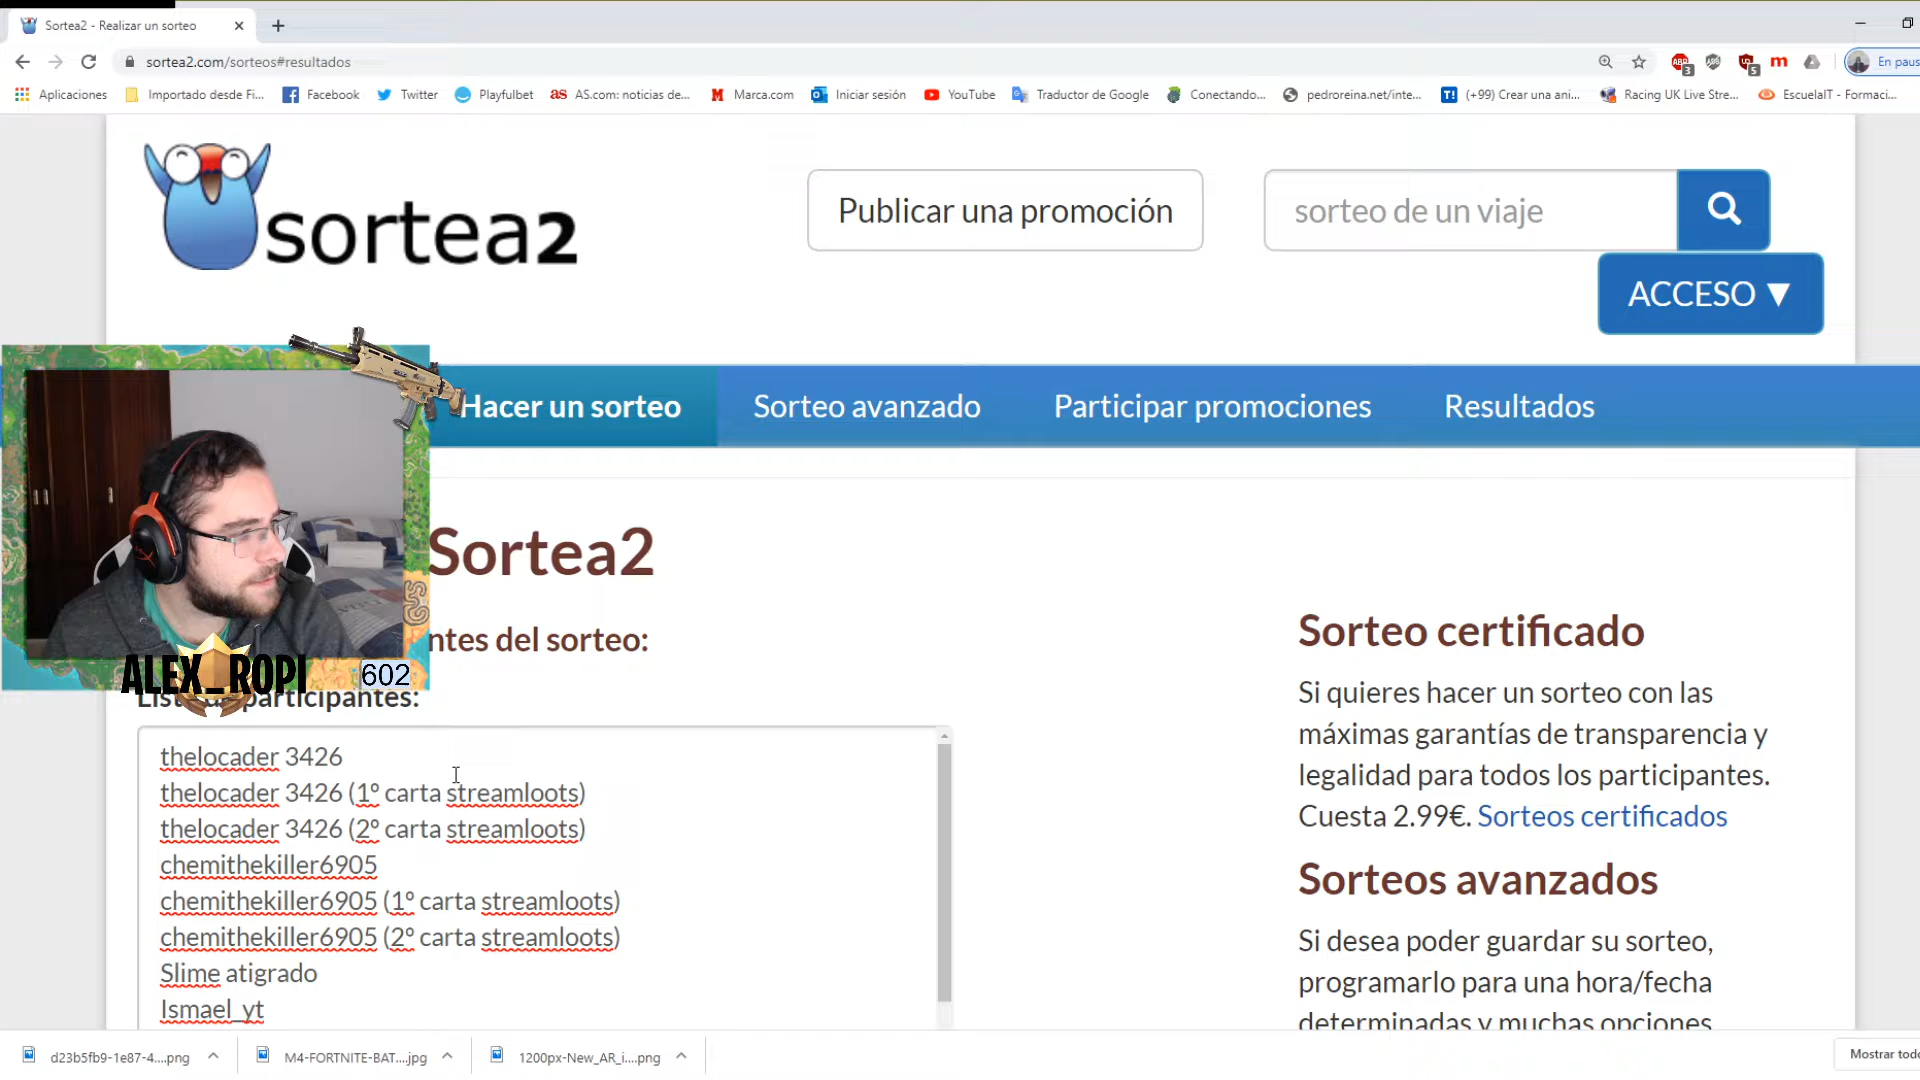 Sortea2 - Realizar un sorteo
sortea2.com/sorteos#resultados
3
5
En paus
Aplicaciones
Importado desde Fi...
Facebook
Twitter
Playfulbet
as AS.com: noticias de...
M Marca.com
Iniciar sesión
YouTube
Traductor de Google
Conectando...
pedroreina.net/inte...
T! (+99) Crear una ani...
Racing UK Live Stre...
EscuelaIT - Formaci...
sortea2
Publicar una promoción
sorteo de un viaje
ACCESO ▼
Hacer un sorteo
Sorteo avanzado
Participar promociones
Resultados
Sortea2
ntes del sorteo:
ALEX_ROPI
602
participantes:
thelocader 3426
thelocader 3426 (1º carta streamloots)
thelocader 3426 (2º carta streamloots)
chemithekiller6905
chemithekiller6905 (1º carta streamloots)
chemithekiller6905 (2º carta streamloots)
Slime atigrado
Ismael_yt
Sorteo certificado
Si quieres hacer un sorteo con las
máximas garantías de transparencia y
legalidad para todos los participantes.
Cuesta 2.99€. Sorteos certificados
Sorteos avanzados
Si desea poder guardar su sorteo,
programarlo para una hora/fecha
determinadas y muchas opciones
d23b5fb9-1e87-4....png
M4-FORTNITE-BAT....jpg
1200px-New_AR_i....png
Mostrar todo